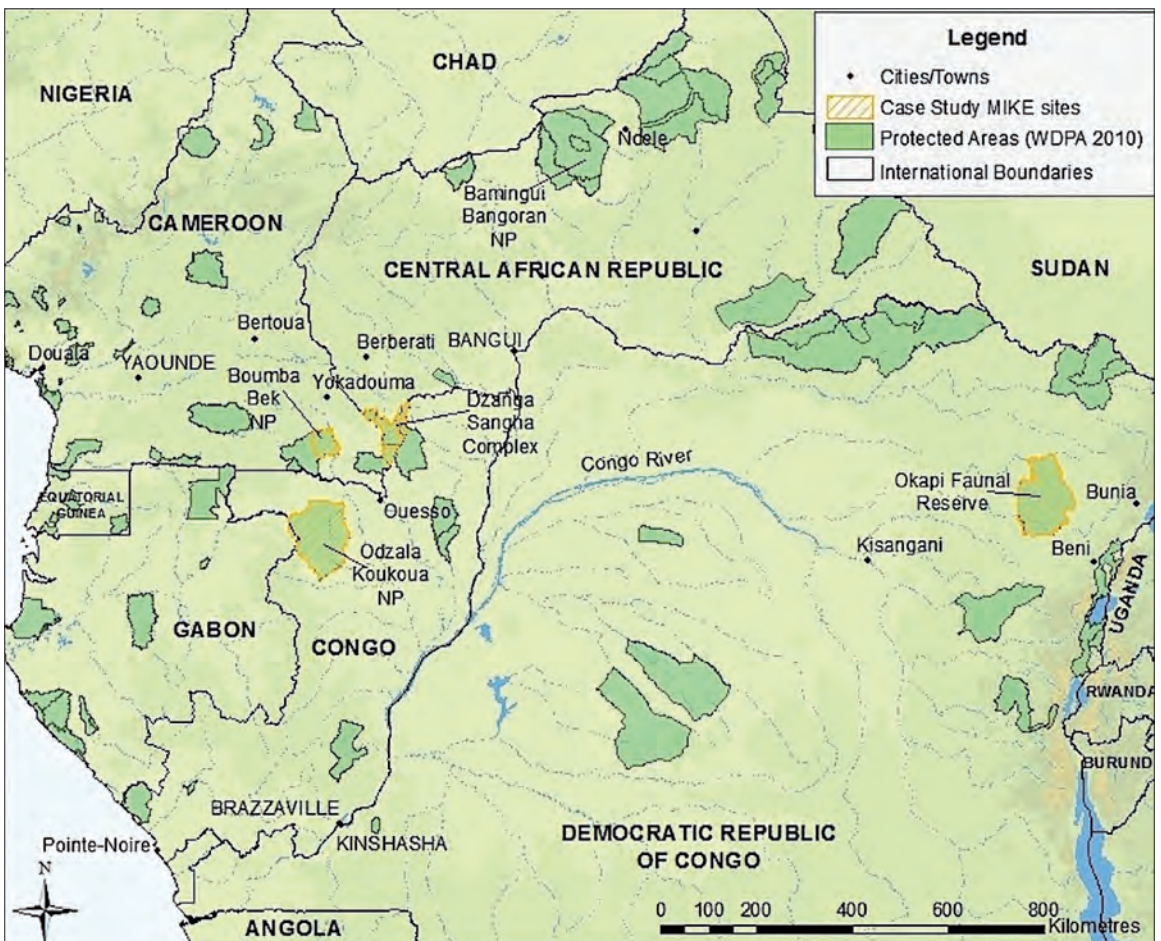 Legend
Cities/Towns
Case Study MIKE sites
Protected Areas (WDPA 2010)
International Boundaries
CHAD
NIGERIA
Ndele
Bamingui
Bangoran
NP
CAMEROON
CENTRAL AFRICAN REPUBLIC
SUDAN
Bertoua
Berberati
BANGUI
Douala
YAOUNDE
Boumba
Bek
NP
Yokadouma
Dzanga
Sangha
Complex
Congo River
Okapi Faunal
Reserve
Bunia
EQUATORIAL
GUINEA
Ouesso
Kisangani
Beni
Odzala
Koukoua
NP
UGANDA
GABON
CONGO
RWANDA
BURUND
BRAZZAVILLE
KINSHASHA
DEMOCRATIC REPUBLIC
OF CONGO
Pointe-Noire
N
ANGOLA
0 100 200 400 600 800
Kilometres